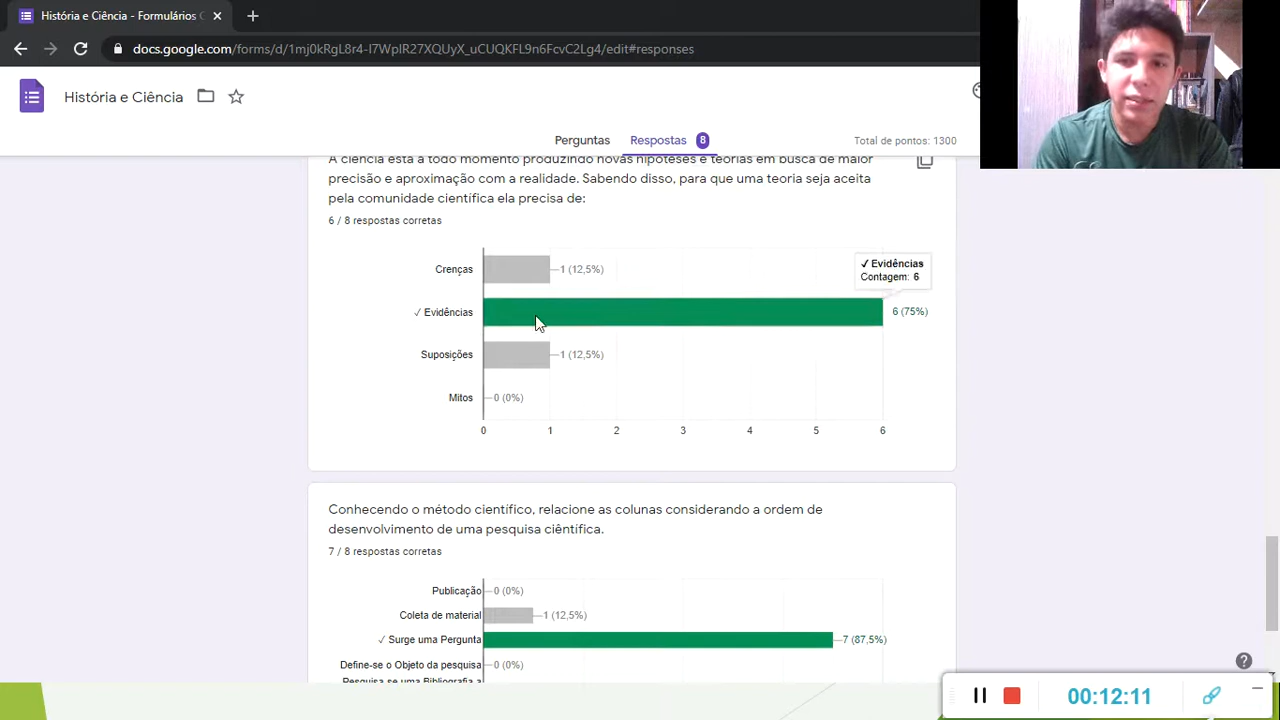 História e Ciência - Formulários
docs.google.com/forms/d/1mj0kRgL8r4-I7WpIR27XQUyX_uCUQKFL9n6FcvC2Lg4/edit#responses
História e Ciência
Perguntas
Respostas 8
Total de pontos: 1300
A ciência está a todo momento produzindo novas hipóteses e teorias em busca de maior
precisão e aproximação com a realidade. Sabendo disso, para que uma teoria seja aceita
pela comunidade científica ela precisa de:
6 / 8 respostas corretas
Crenças
1 (12,5%)
✓ Evidências
Contagem: 6
✓ Evidências
6 (75%)
Suposições
1 (12,5%)
Mitos
0 (0%)
0 1 2 3 4 5 6
Conhecendo o método científico, relacione as colunas considerando a ordem de
desenvolvimento de uma pesquisa ciêntifica.
7 / 8 respostas corretas
Publicação
0 (0%)
Coleta de material
1 (12,5%)
✓ Surge uma Pergunta
7 (87,5%)
Define-se o Objeto da pesquisa
0 (0%)
Pesquisa se uma Bibliografia a
00:12:11